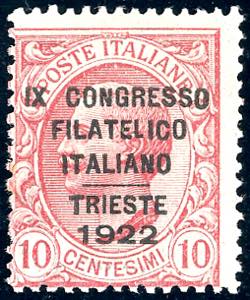 POSTE ITALIANE
IX CONGRESSO
FILATELICO
ITALIANO
TRIESTE
1922
10 CENTESIMI 10